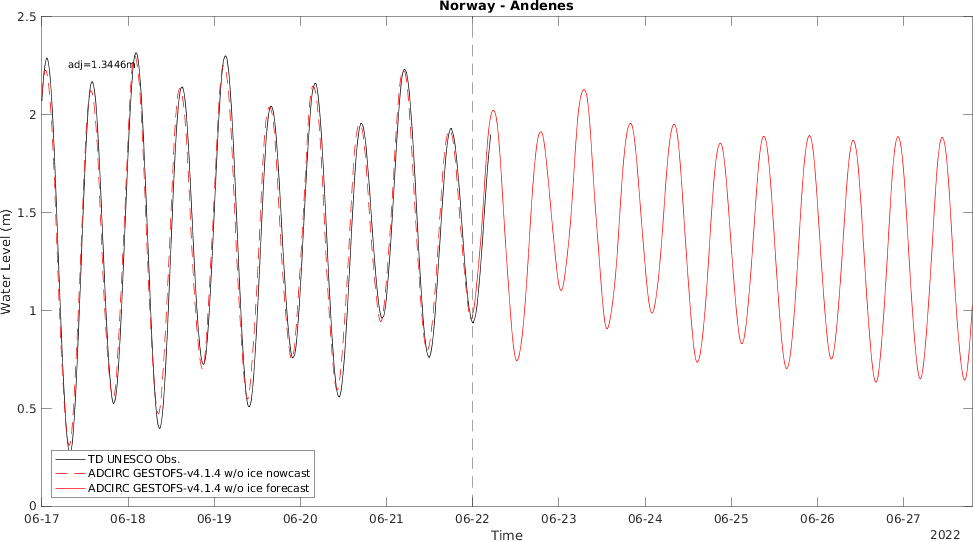 Norway - Andenes
2.5
adj=1.3446m
2
1.5
Water Level (m)
1
0.5
TD UNESCO Obs.
ADCIRC GESTOFS-v4.1.4 w/o ice nowcast
ADCIRC GESTOFS-v4.1.4 w/o ice forecast
0
06-17 06-18 06-19 06-20 06-21 06-22 06-23 06-24 06-25 06-26 06-27
Time
2022